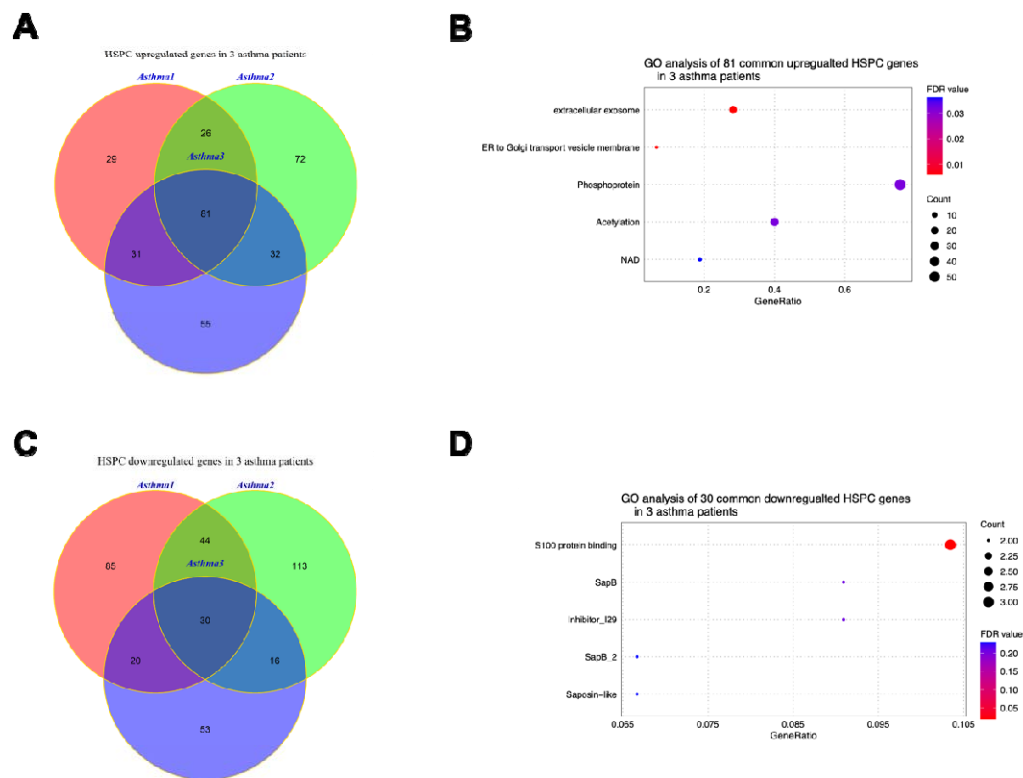 A
HSPC upregulated genes in 3 asthma patients
Asthma1
Asthma2
26
29
Asthma3
72
81
31
32
55
B
GO analysis of 81 common upregualted HSPC genes
in 3 asthma patients
extracellular exosome
ER to Golgi transport vesicle membrane
Phosphoprotein
Acetylation
NAD
0.2
0.4
0.6
GeneRatio
FDR value
0.03
0.02
0.01
Count
10
20
30
40
50
C
HSPC downregulated genes in 3 asthma patients
Asthma1
Asthma2
44
85
Asthma3
113
30
20
16
53
D
GO analysis of 30 common downregualted HSPC genes
in 3 asthma patients
S100 protein binding
SapB
Inhibitor_I29
SapB_2
Saposin-like
0.055
0.075
0.085
0.095
0.105
GeneRatio
Count
2.00
2.25
2.50
2.75
3.00
FDR value
0.20
0.15
0.10
0.05